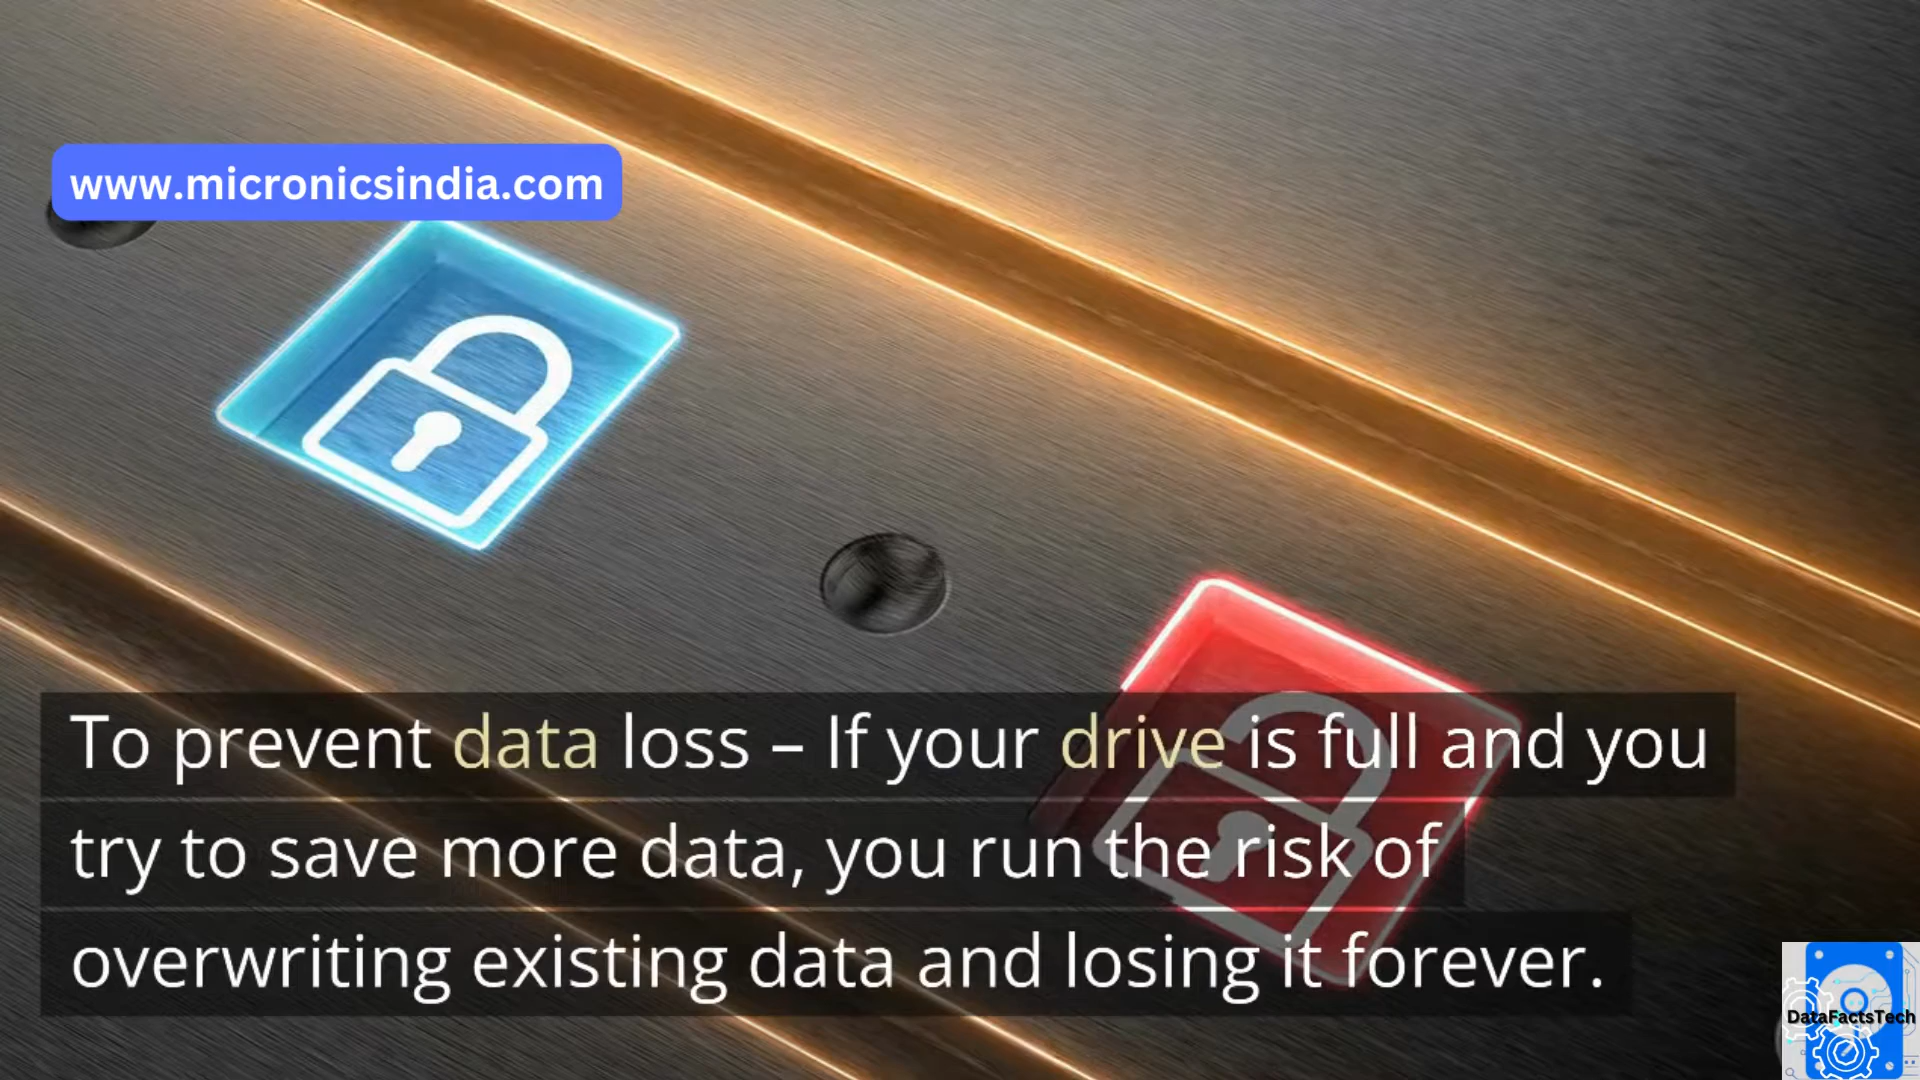 www.micronicsindia.com
To prevent data loss – If your drive is full and you
try to save more data, you run the risk of
overwriting existing data and losing it forever.
DataFactsTech